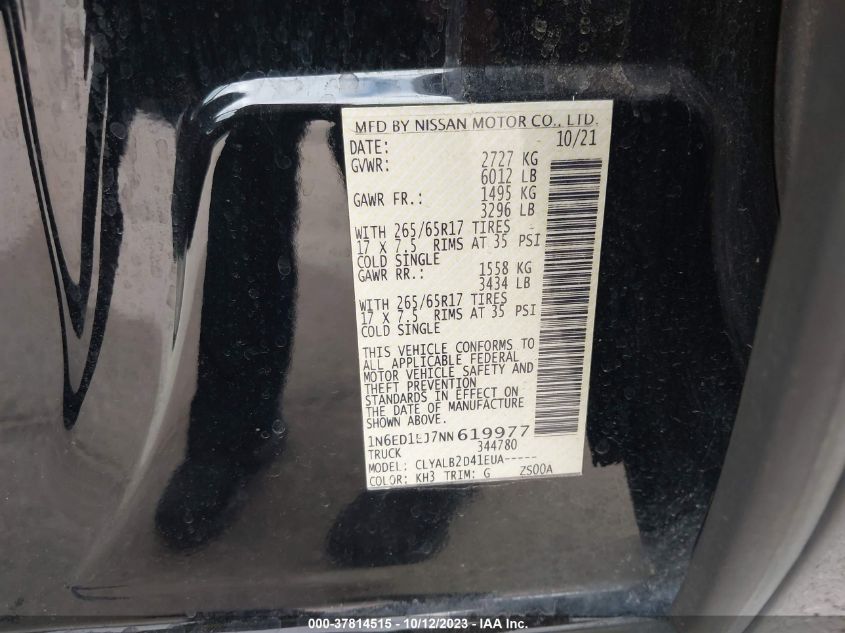 MFD BY NISSAN MOTOR CO., LTD.
DATE: 10/21
GVWR: 2727 KG
6012 LB
GAWR FR.: 1495 KG
3296 LB
WITH 265/65R17 TIRES
17 X 7.5 RIMS AT 35 PSI
COLD SINGLE
GAWR RR.: 1558 KG
3434 LB
WITH 265/65R17 TIRES
17 X 7.5 RIMS AT 35 PSI
COLD SINGLE
THIS VEHICLE CONFORMS TO
ALL APPLICABLE FEDERAL
MOTOR VEHICLE SAFETY AND
THEFT PREVENTION
STANDARDS IN EFFECT ON
THE DATE OF MANUFACTURE
SHOWN ABOVE.
1N6ED1EJ7NN619977
TRUCK 344780
MODEL: CLYALB2D41EUA-----
COLOR: KH3 TRIM: G ZS00A
000-37814515 - 10/12/2023 - IAA Inc.